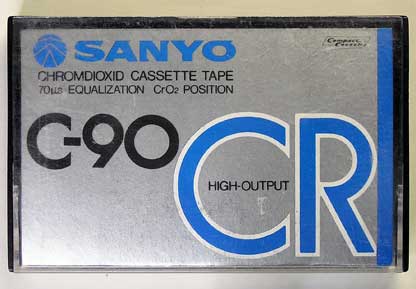 SANYO
Compact Cassette
CHROMDIOXID CASSETTE TAPE
70µs EQUALIZATION CrO2 POSITION
C-90
CR
HIGH-OUTPUT